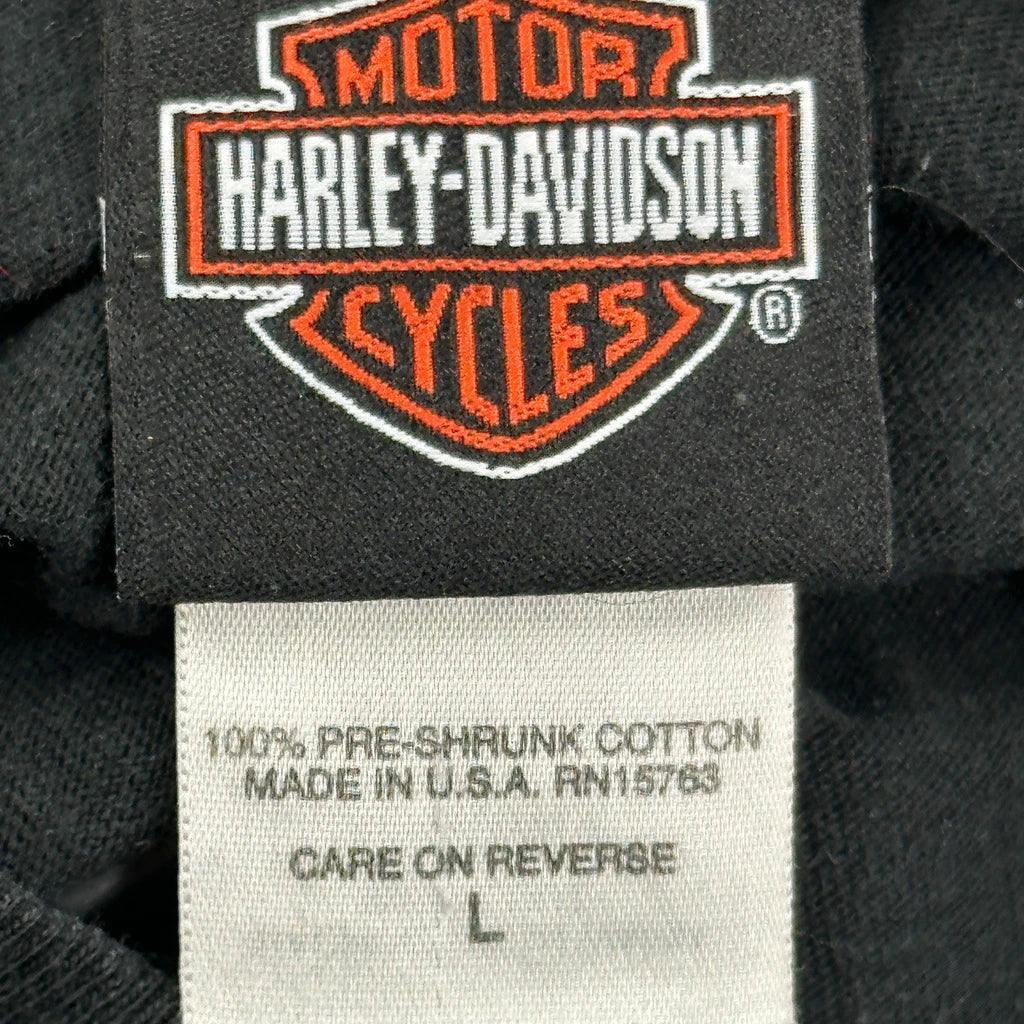 MOTOR
HARLEY-DAVIDSON
CYCLES
®
100% PRE-SHRUNK COTTON
MADE IN U.S.A. RN15763
CARE ON REVERSE
L